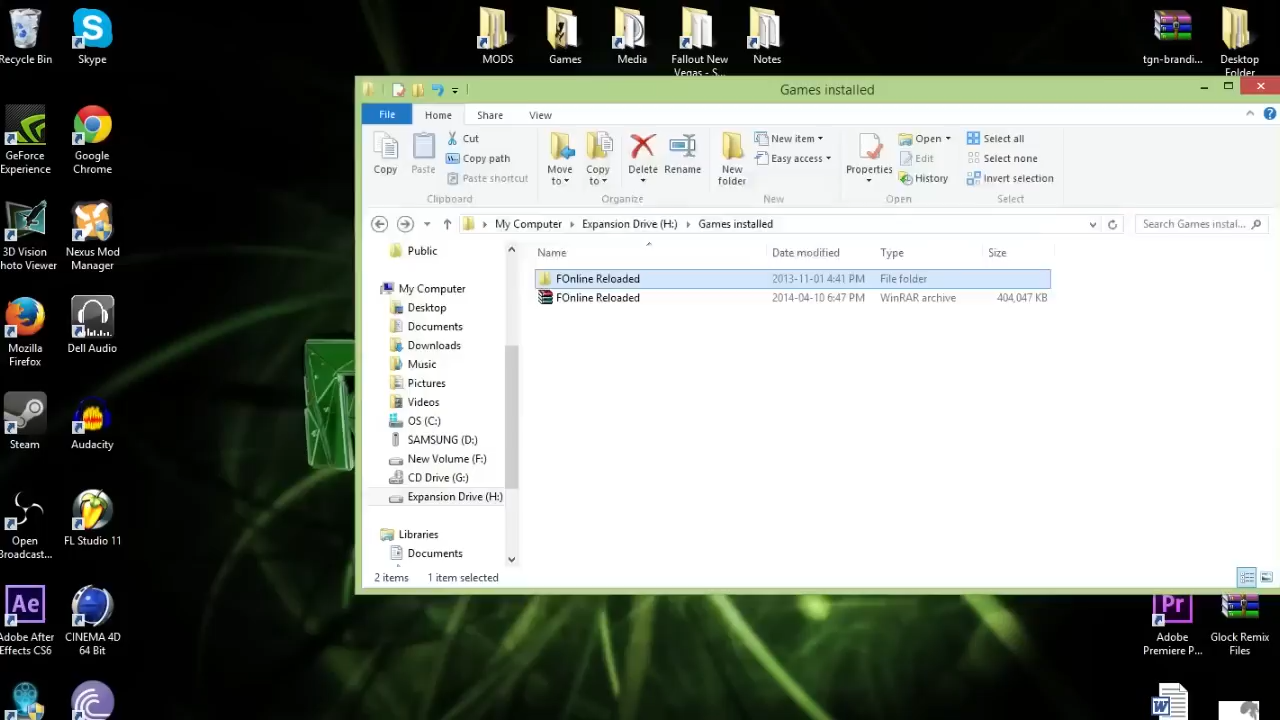 Recycle Bin
Skype
MODS
Games
Media
Fallout New
Vegas - S...
Notes
tgn-brandi...
Desktop
Folder
GeForce
Experience
Google
Chrome
3D Vision
hoto Viewer
Nexus Mod
Manager
Mozilla
Firefox
Dell Audio
Steam
Audacity
Open
Broadcast...
FL Studio 11
Ae
Adobe After
Effects CS6
CINEMA 4D
64 Bit
Games installed
File
Home
Share
View
Copy
Paste
Cut
Copy path
Paste shortcut
Clipboard
Move
to
Copy
to
Delete
Rename
Organize
New
folder
New item
Easy access
New
Properties
Open
Edit
History
Open
Select all
Select none
Invert selection
Select
My Computer
Expansion Drive (H:)
Games installed
Search Games instal...
Public
My Computer
Desktop
Documents
Downloads
Music
Pictures
Videos
OS (C:)
SAMSUNG (D:)
New Volume (F:)
CD Drive (G:)
Expansion Drive (H:)
Libraries
Documents
Name Date modified Type Size
FOnline Reloaded 2013-11-01 4:41 PM File folder
FOnline Reloaded 2014-04-10 6:47 PM WinRAR archive 404,047 KB
2 items 1 item selected
Pr
Adobe
Premiere P...
Glock Remix
Files